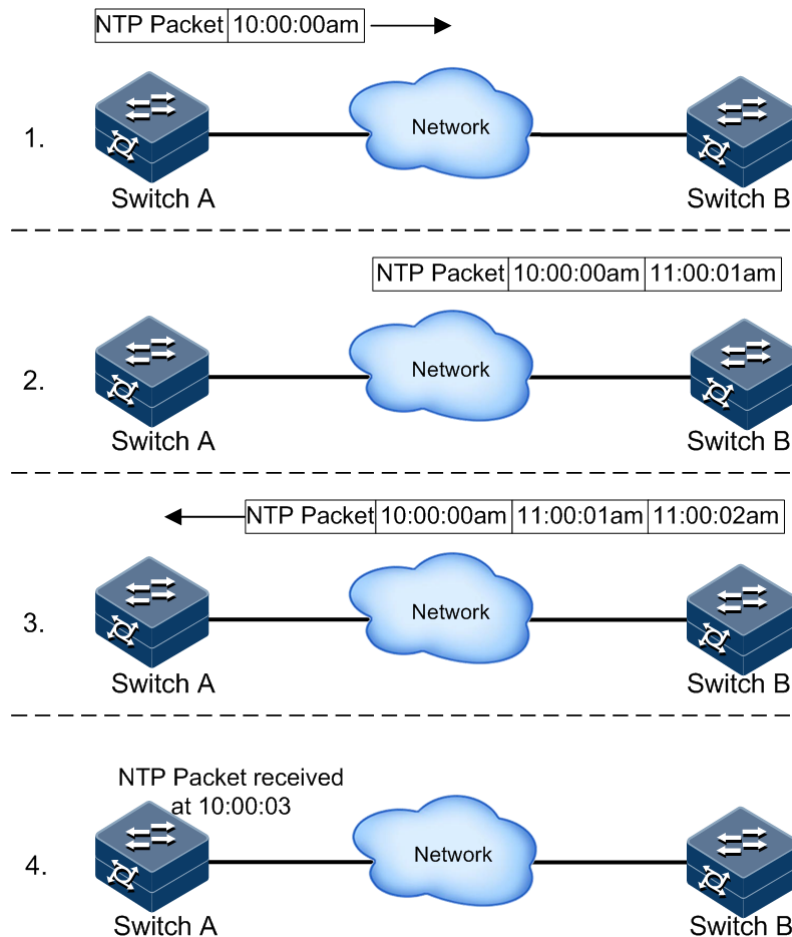 NTP Packet 10:00:00am
1.
Network
Switch A
Switch B
NTP Packet 10:00:00am 11:00:01am
2.
Network
Switch A
Switch B
NTP Packet 10:00:00am 11:00:01am 11:00:02am
3.
Network
Switch A
Switch B
NTP Packet received
at 10:00:03
4.
Network
Switch A
Switch B